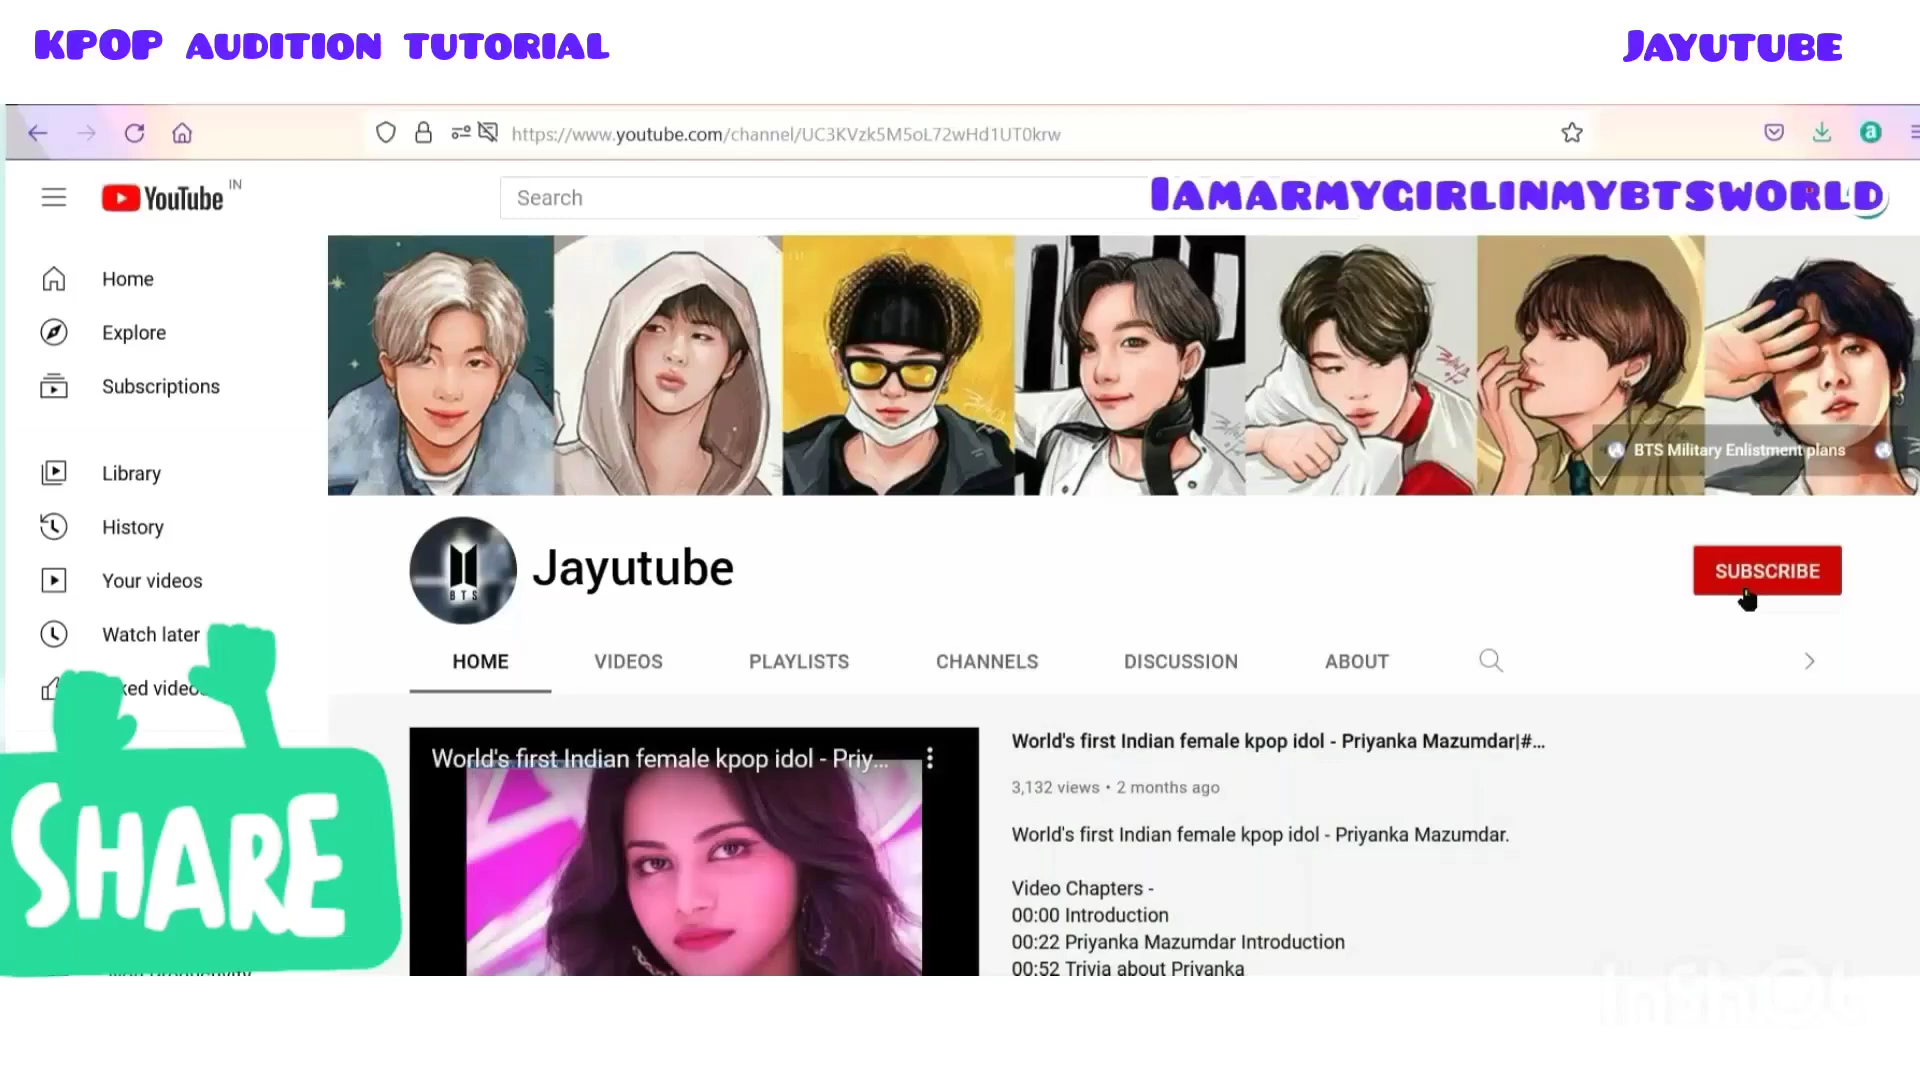 KPOP AUDITION TUTORIAL
JAYUTUBE
https://www.youtube.com/channel/UC3KVzk5M5oL72wHd1UT0krw
YouTube IN
Search
IAMARMYGIRLINMYBTSWORLD
Home
Explore
Subscriptions
Library
History
Your videos
Watch later
ked video
SHARE
BTS Military Enlistment plans
BTS
Jayutube
SUBSCRIBE
HOME VIDEOS PLAYLISTS CHANNELS DISCUSSION ABOUT
World's first Indian female kpop idol - Priy...
World's first Indian female kpop idol - Priyanka Mazumdar|#...
3,132 views • 2 months ago
World's first Indian female kpop idol - Priyanka Mazumdar.
Video Chapters -
00:00 Introduction
00:22 Priyanka Mazumdar Introduction
00:52 Trivia about Priyanka
InShOt